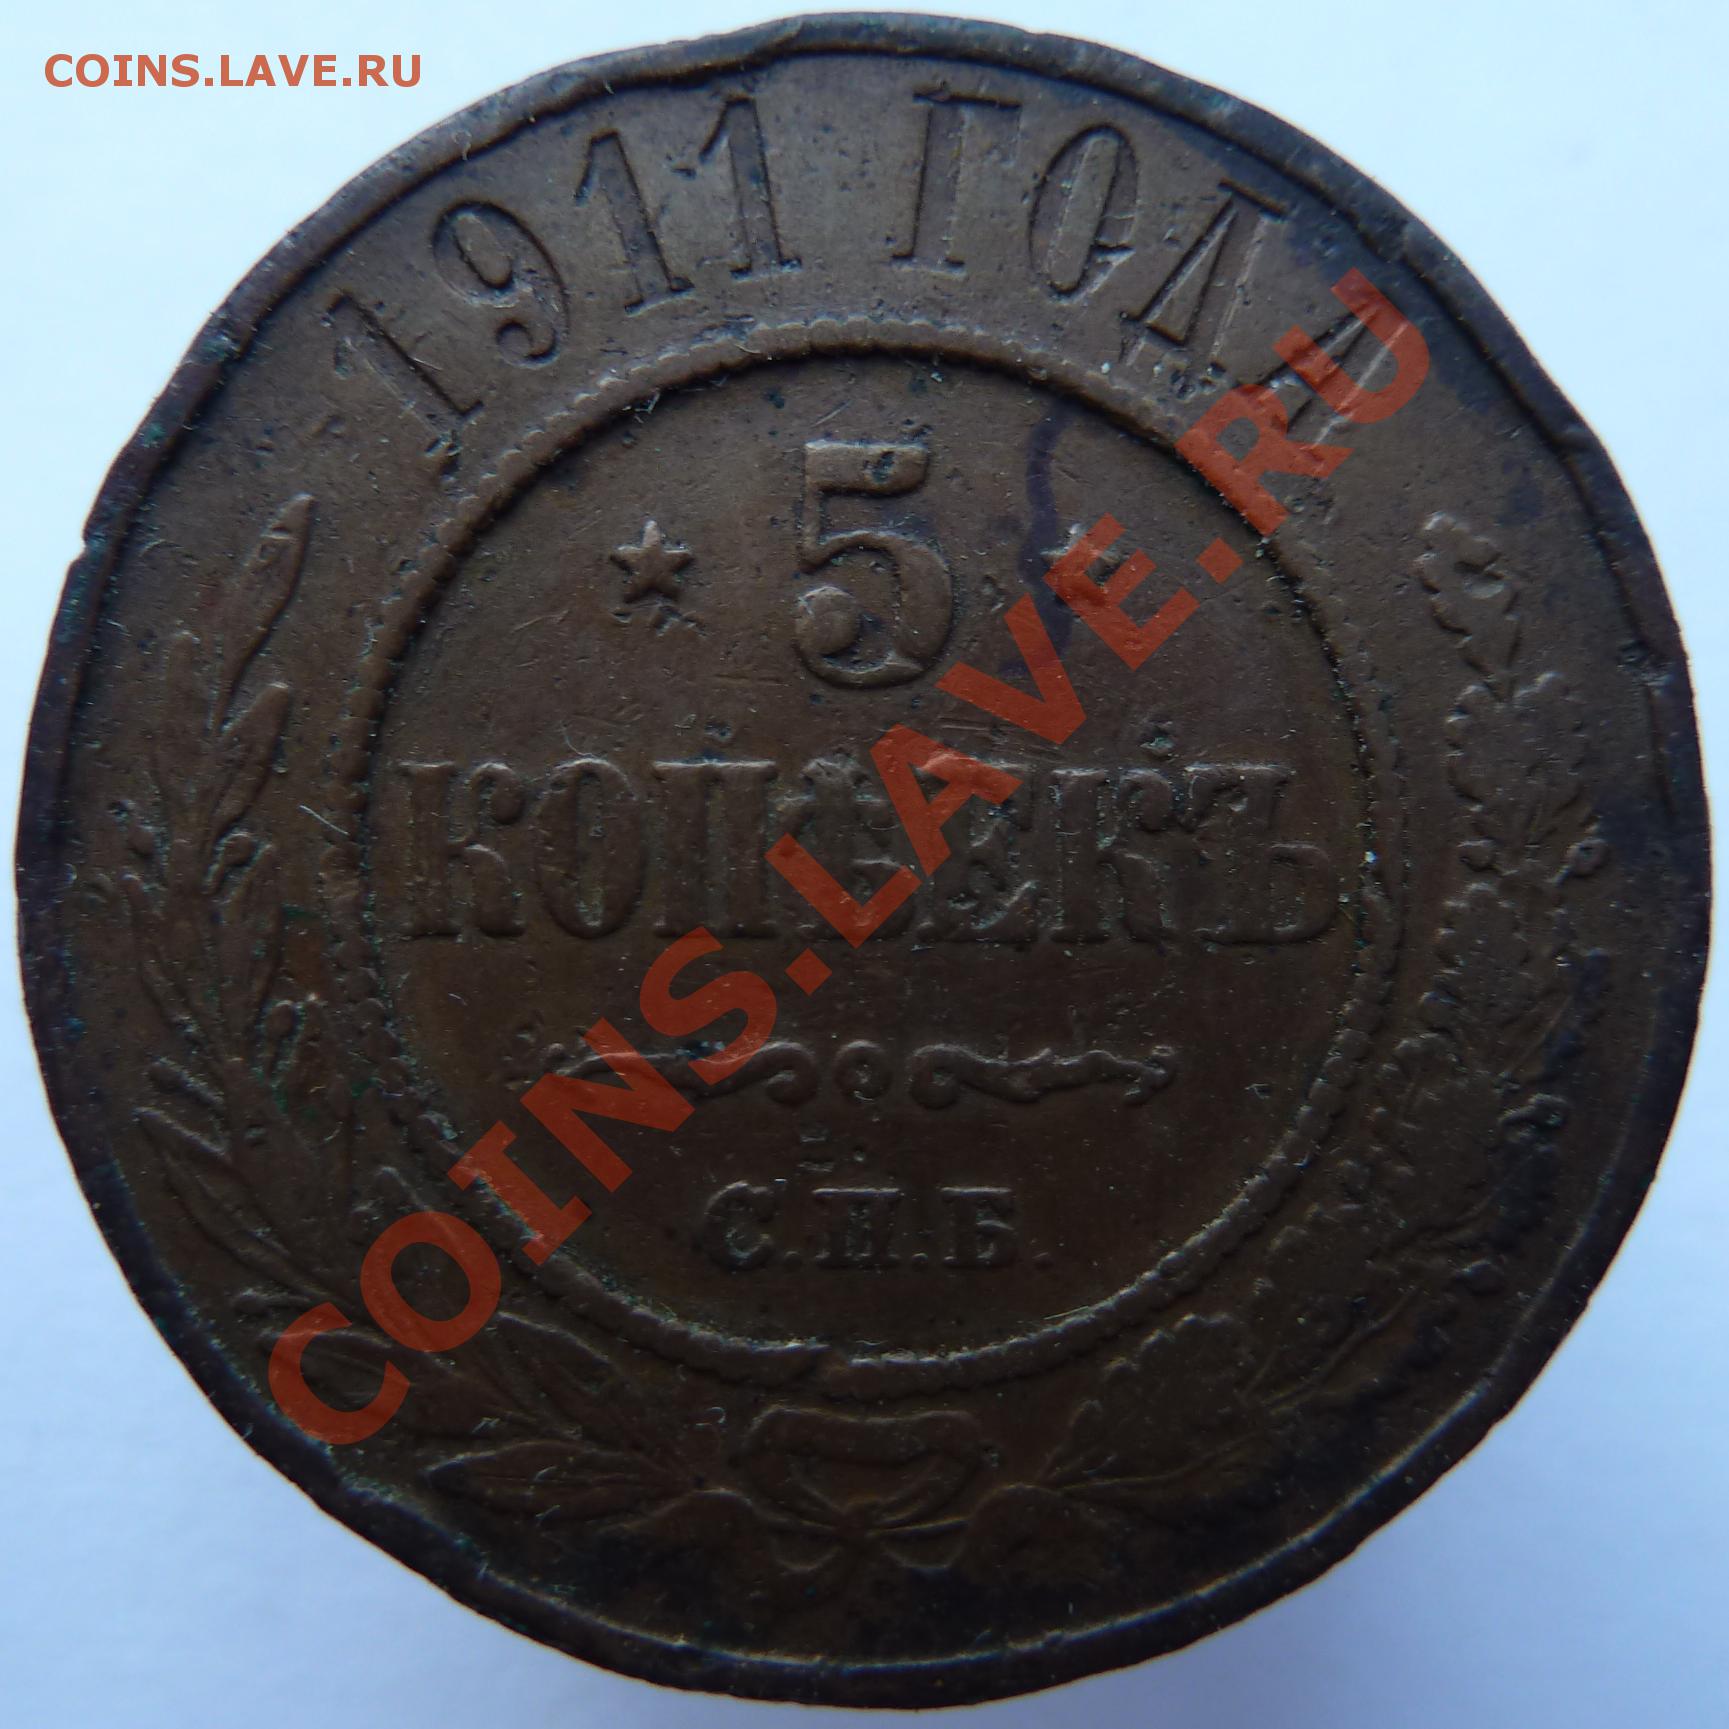 COINS.LAVE.RU
1911 ГОДА
5
КОПѢЕКЪ
С.П.Б.
COINS.LAVE.RU